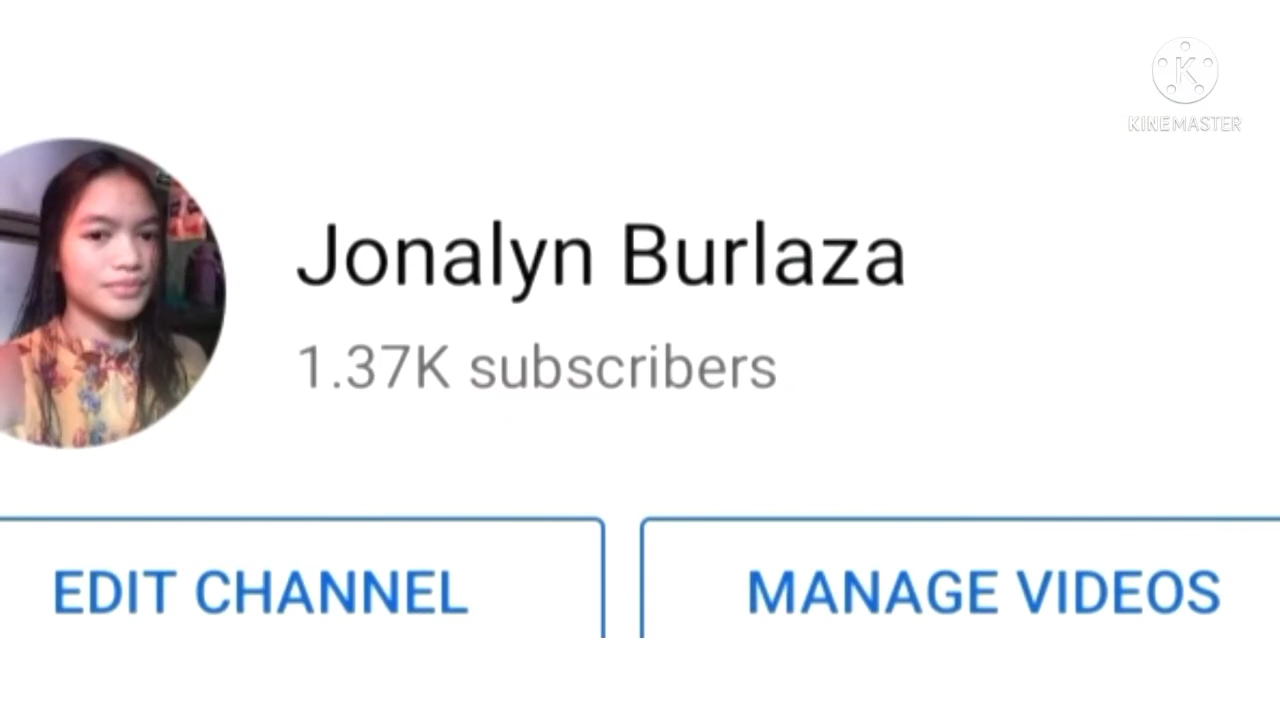 KINEMASTER
Jonalyn Burlaza
1.37K subscribers
EDIT CHANNEL
MANAGE VIDEOS